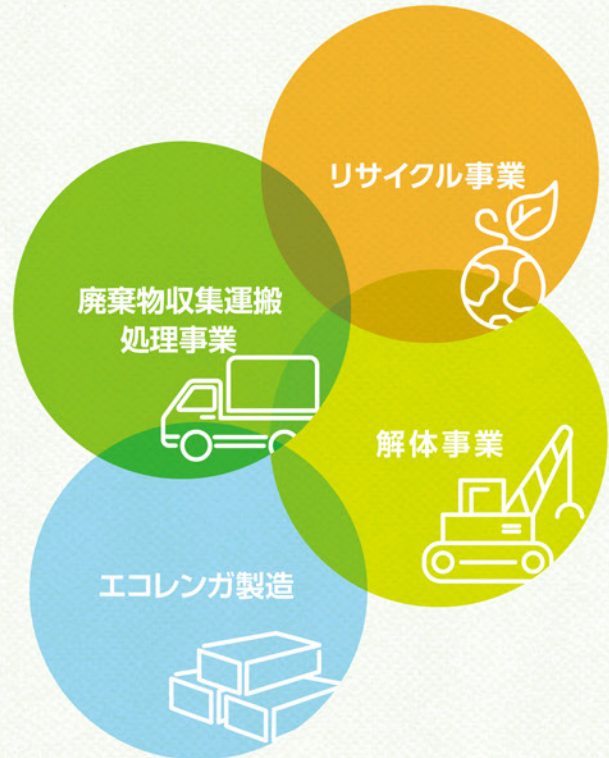 リサイクル事業
廃棄物収集運搬
処理事業
解体事業
エコレンガ製造